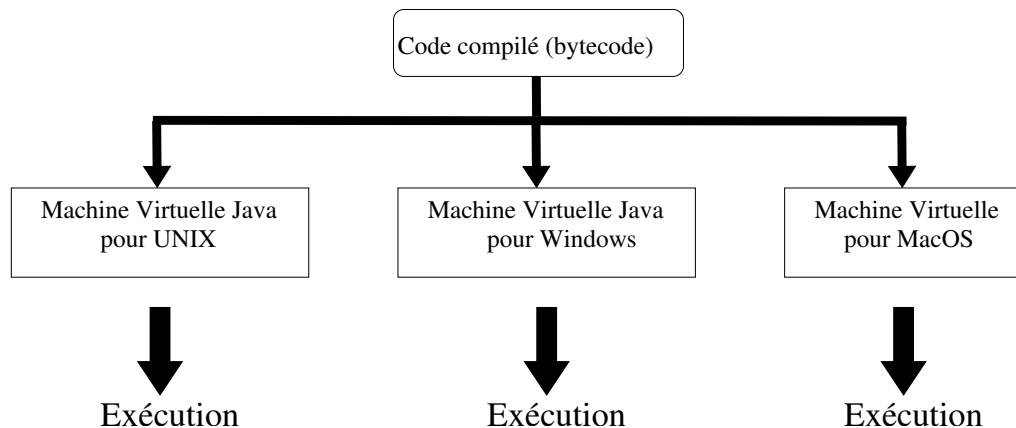 Code compilé (bytecode)
Machine Virtuelle Java
pour UNIX
Machine Virtuelle Java
pour Windows
Machine Virtuelle
pour MacOS
Exécution
Exécution
Exécution